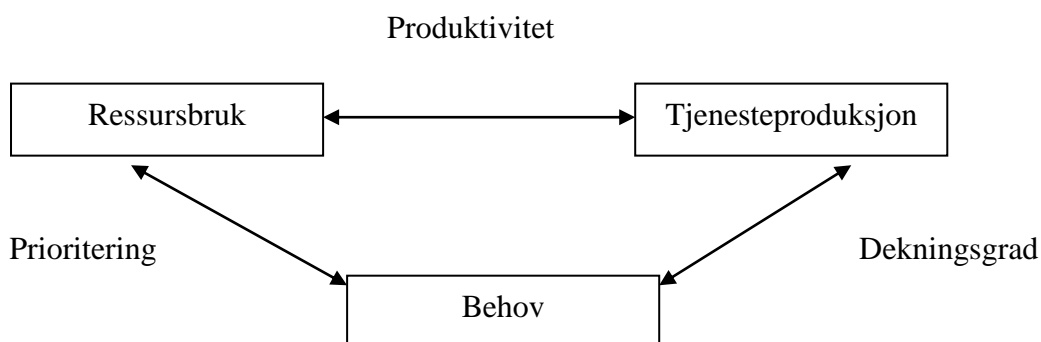 Produktivitet
Ressursbruk
Tjenesteproduksjon
Prioritering
Dekningsgrad
Behov